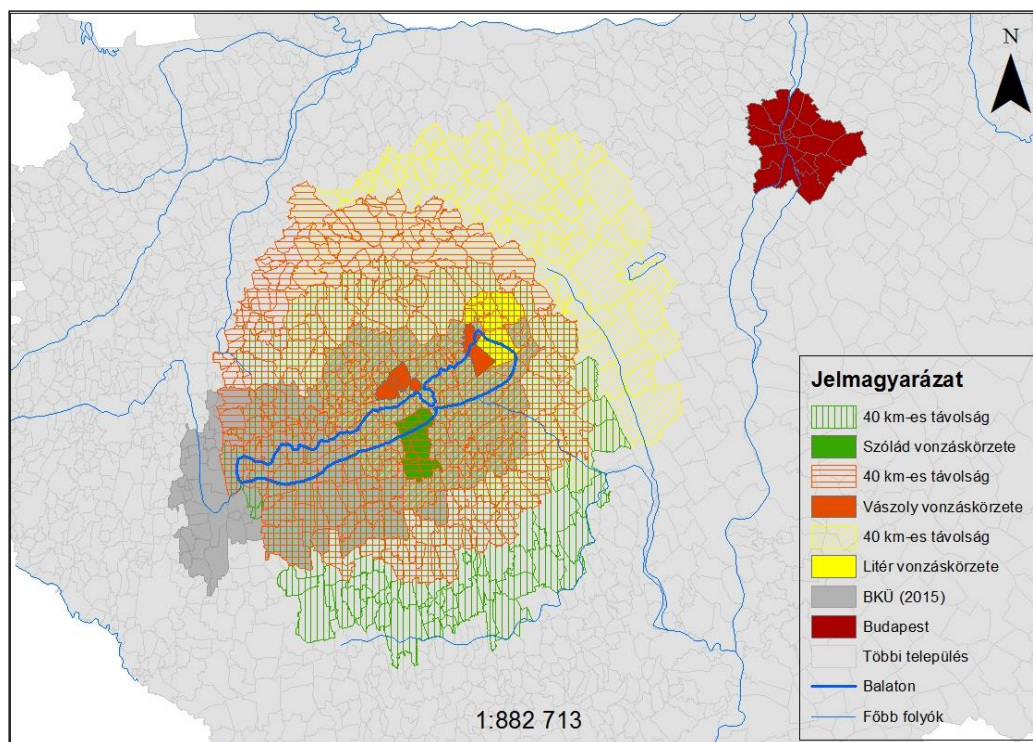 N
Jelmagyarázat
40 km-es távolság
Szólád vonzáskörzete
40 km-es távolság
Vászoly vonzáskörzete
40 km-es távolság
Litér vonzáskörzete
BKÜ (2015)
Budapest
Többi település
Balaton
Főbb folyók
1:882 713